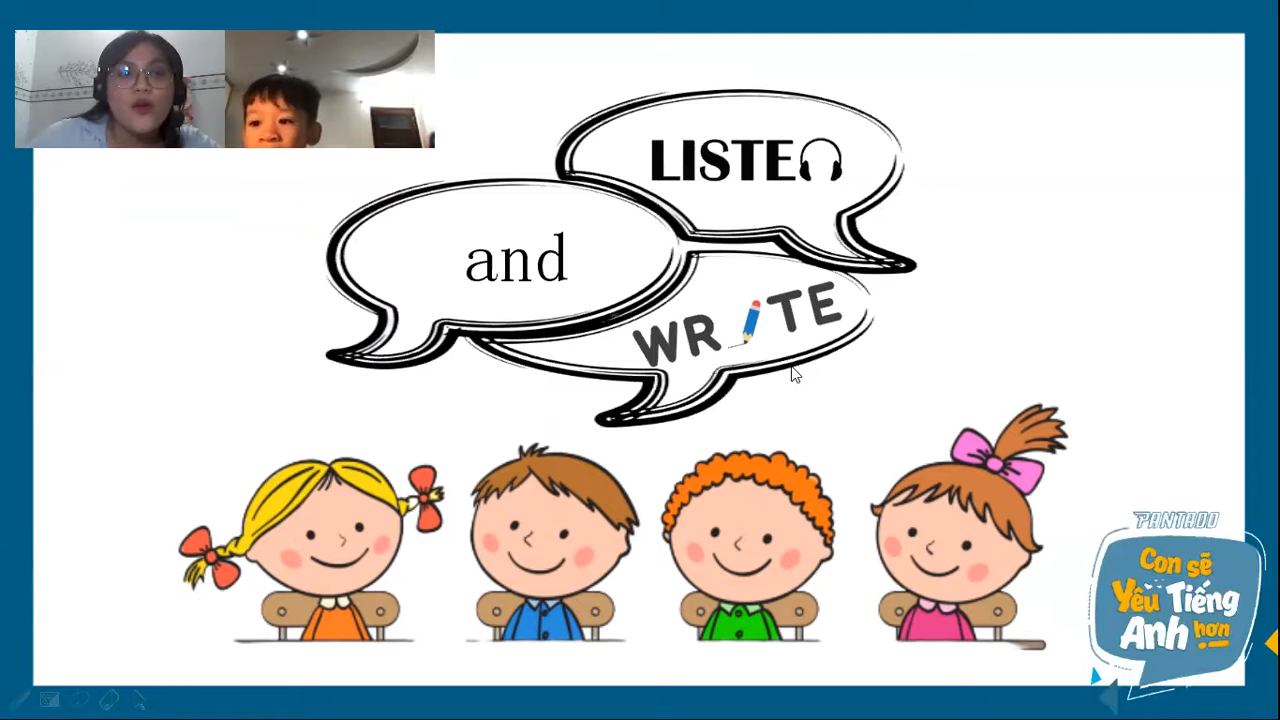 LISTEN
and
WRITE
PANTADO
Con sẽ
Yêu Tiếng
Anh hơn